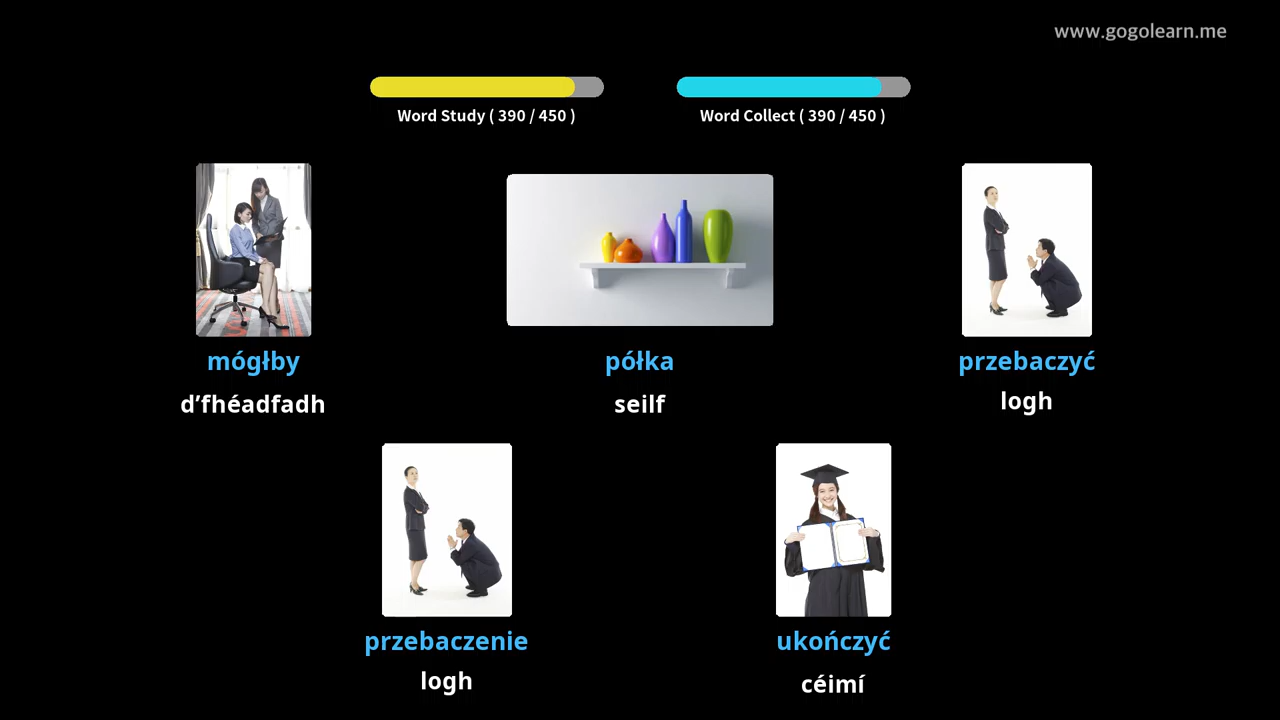 www.gogolearn.me
Word Study ( 390 / 450 )
Word Collect ( 390 / 450 )
mógłby
d’fhéadfadh
półka
seilf
przebaczyć
logh
przebaczenie
logh
ukończyć
céimí